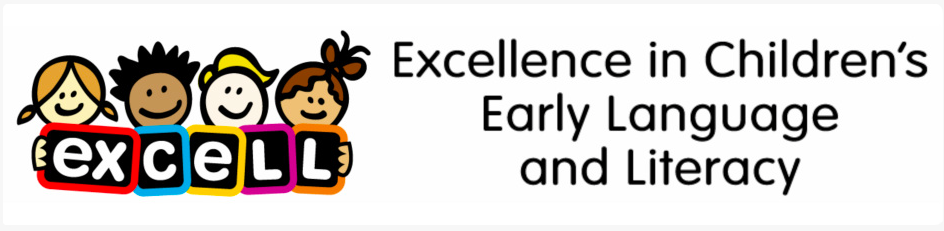 excell
Excellence in Children's
Early Language
and Literacy